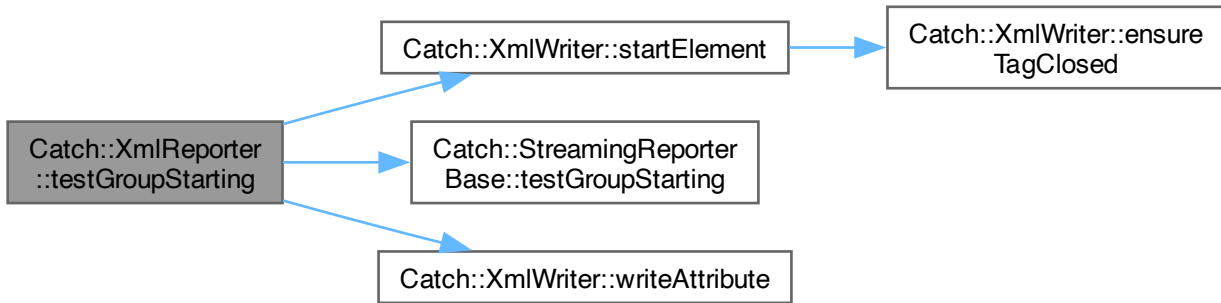 Catch::XmlWriter::startElement
Catch::XmlWriter::ensure
TagClosed
Catch::XmlReporter
::testGroupStarting
Catch::StreamingReporter
Base::testGroupStarting
Catch::XmlWriter::writeAttribute